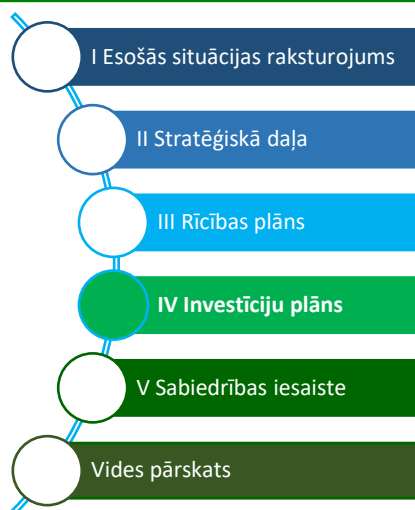 I Esošās situācijas raksturojums
II Stratēģiskā daļa
III Rīcības plāns
IV Investīciju plāns
V Sabiedrības iesaiste
Vides pārskats